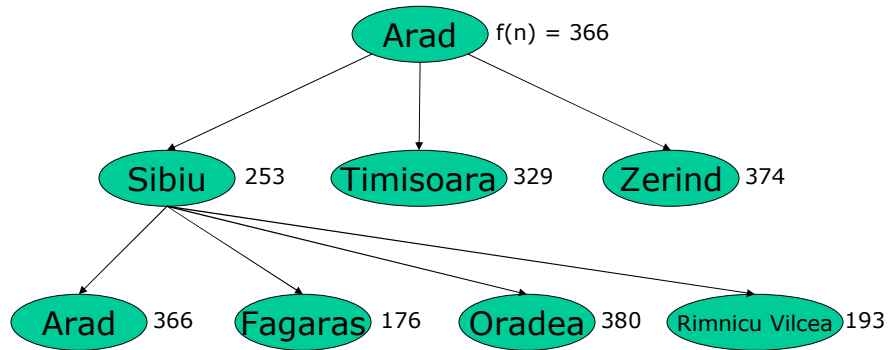 Arad f(n) = 366
Sibiu 253 Timisoara 329 Zerind 374
Arad 366 Fagaras 176 Oradea 380 Rimnicu Vilcea 193